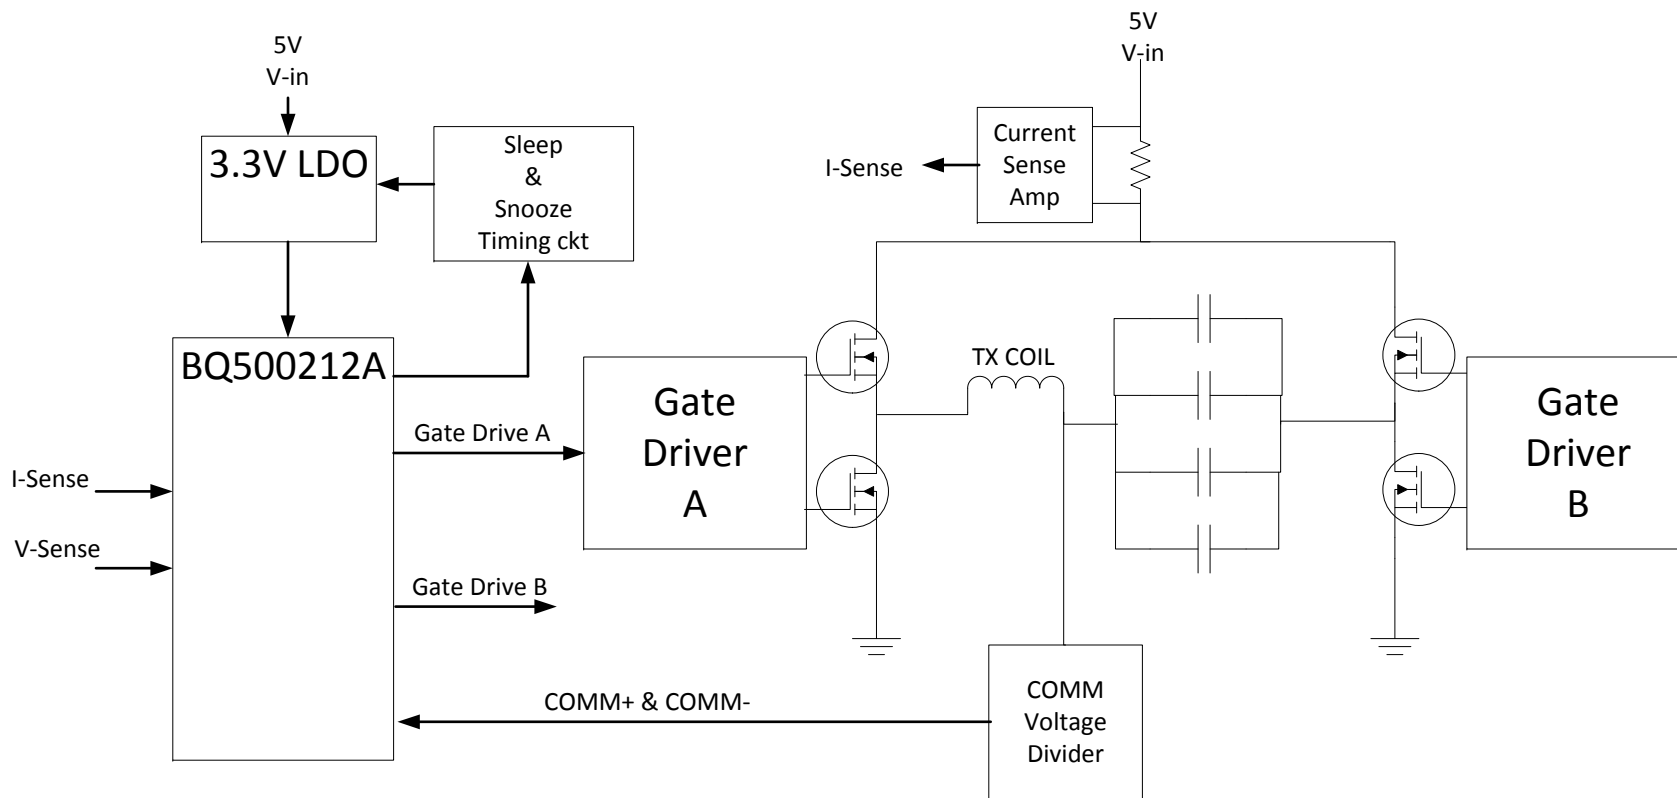 5V
V-in
3.3V LDO
Sleep
&
Snooze
Timing ckt
BQ500212A
I-Sense
V-Sense
Gate Drive A
Gate Drive B
COMM+ & COMM-
Gate
Driver
A
5V
V-in
Current
Sense
Amp
I-Sense
TX COIL
COMM
Voltage
Divider
Gate
Driver
B